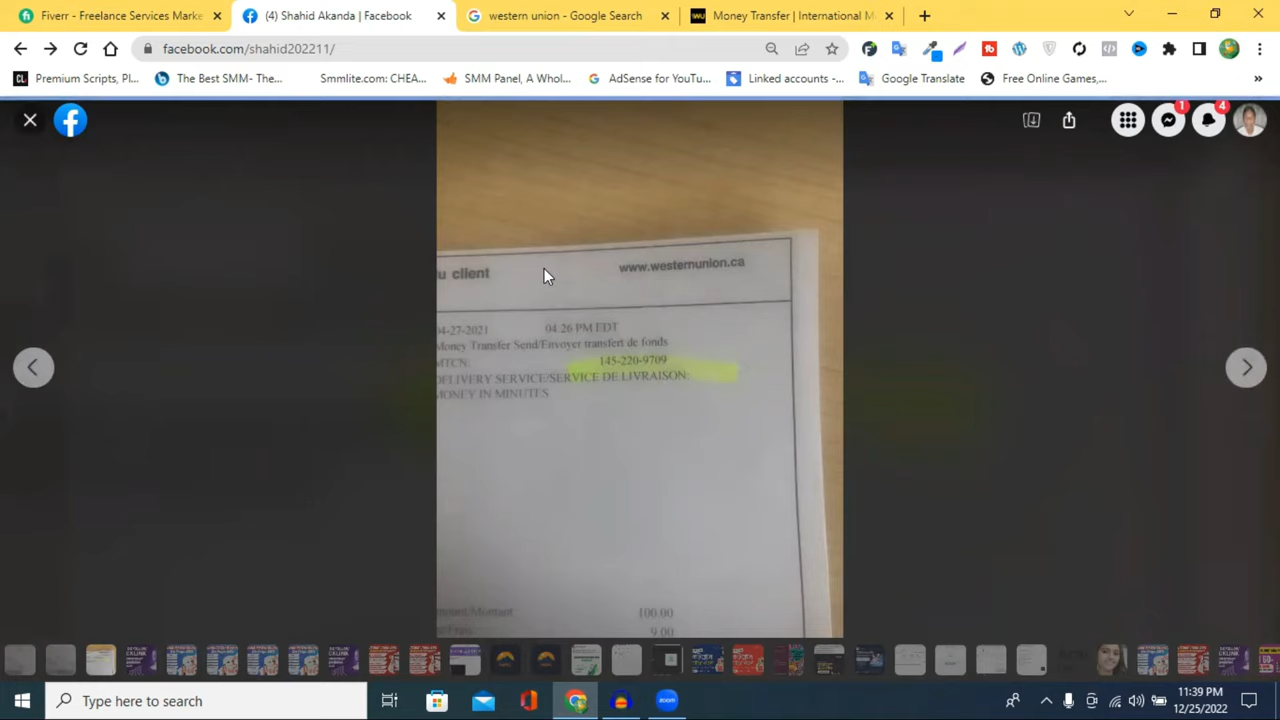 Fiverr - Freelance Services Marke
(4) Shahid Akanda | Facebook
western union - Google Search
Money Transfer | International M
facebook.com/shahid202211/
Premium Scripts, Pl...
The Best SMM- The...
Smmlite.com: CHEA...
SMM Panel, A Whol...
AdSense for YouTu...
Linked accounts -...
Google Translate
Free Online Games,...
1
4
u client
www.westernunion.ca
04-27-2021 04:26 PM EDT
Money Transfer Send/Envoyer transfert de fonds
MTCN: 145-220-9709
DELIVERY SERVICE/SERVICE DE LIVRAISON:
MONEY IN MINUTES
mount/Montant 100.00
9.00
Type here to search
11:39 PM
12/25/2022